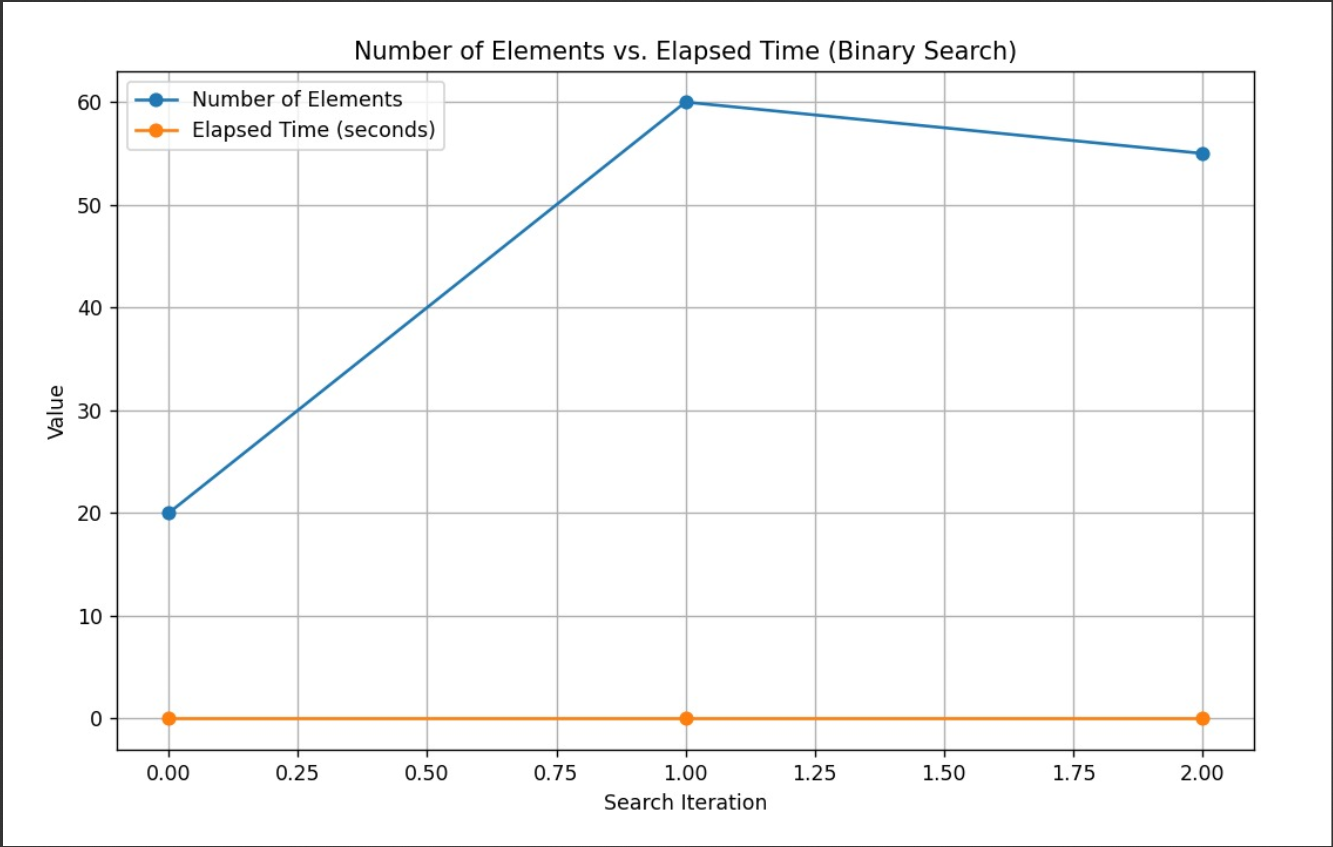 Number of Elements vs. Elapsed Time (Binary Search)
Number of Elements
Elapsed Time (seconds)
60
50
40
30
20
10
0
Value
0.00 0.25 0.50 0.75 1.00 1.25 1.50 1.75 2.00
Search Iteration